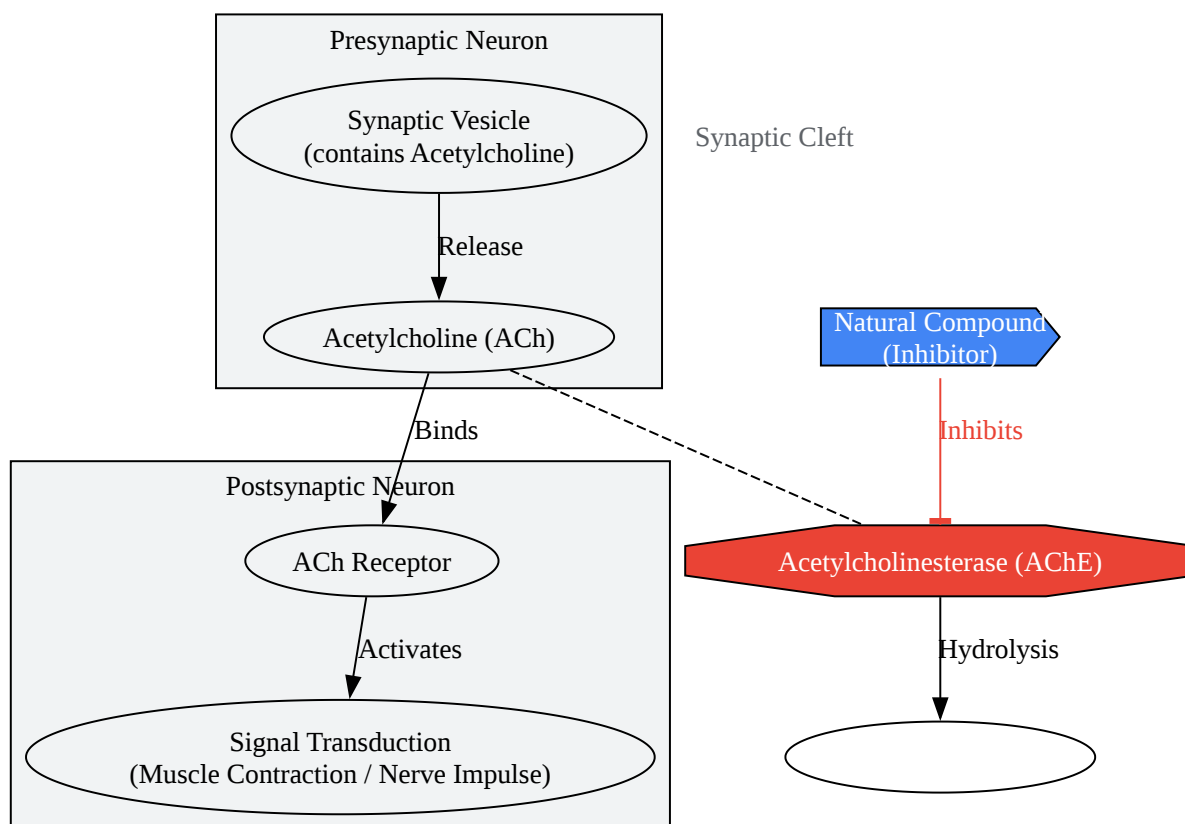 Presynaptic Neuron
Synaptic Vesicle
(contains Acetylcholine)
Synaptic Cleft
Release
Acetylcholine (ACh)
Natural Compound
(Inhibitor)
Binds
Inhibits
Postsynaptic Neuron
ACh Receptor
Acetylcholinesterase (AChE)
Activates
Hydrolysis
Signal Transduction
(Muscle Contraction / Nerve Impulse)